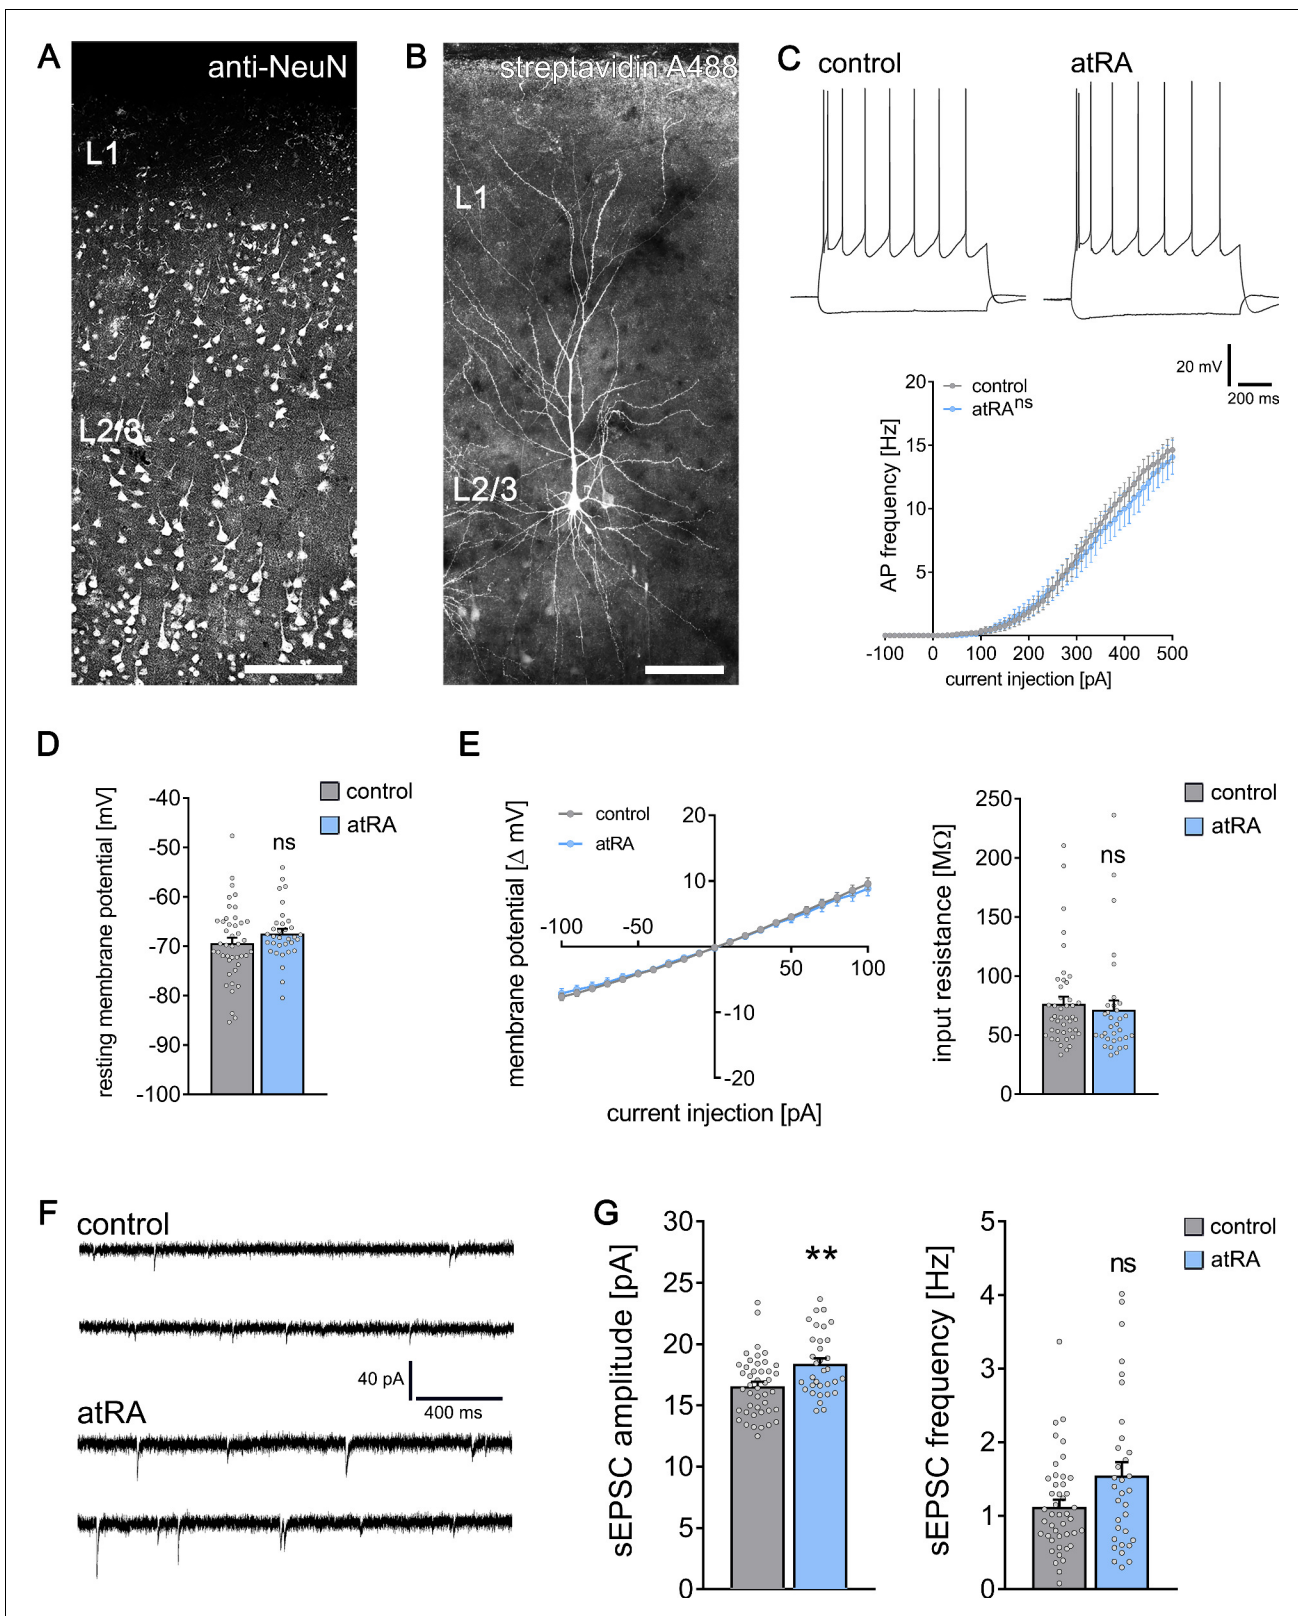 A
anti-NeuN
L1
L2/3
B
streptavidin A488
L1
L2/3
C
control
atRA
20 mV
200 ms
20
15
10
5
AP frequency [Hz]
control
atRA ns
-100 0 100 200 300 400 500
current injection [pA]
D
resting membrane potential [mV]
-40
-50
-60
-70
-80
-90
-100
ns
control
atRA
E
membrane potential [Δ mV]
control
atRA
20
10
-10
-20
-100 -50 50 100
current injection [pA]
input resistance [MΩ]
250
200
150
100
50
0
ns
control
atRA
F
control
40 pA
400 ms
atRA
G
sEPSC amplitude [pA]
30
25
20
15
10
5
0
**
sEPSC frequency [Hz]
5
4
3
2
1
0
ns
control
atRA